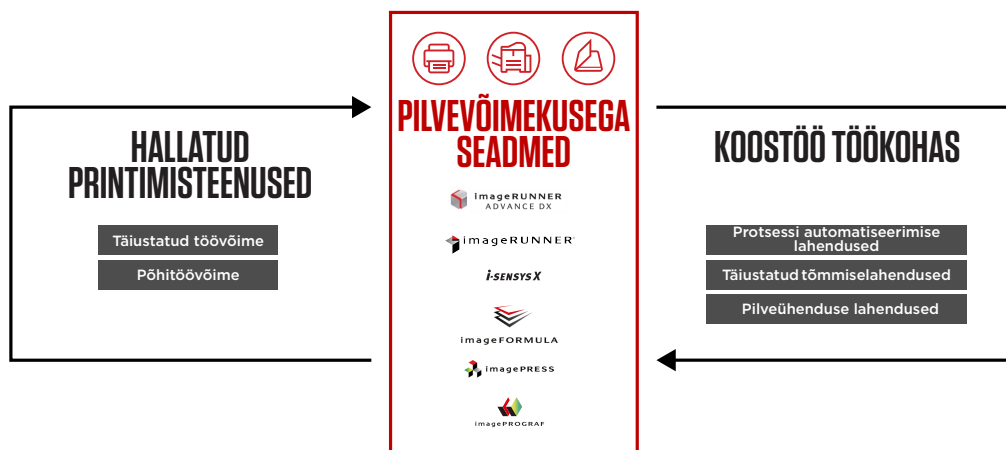 HALLATUD
PRINTIMISTEENUSED
Täiustatud töövõime
Põhitöövõime
PILVEVÕIMEKUSEGA
SEADMED
imageRUNNER
ADVANCE DX
imageRUNNER
i-SENSYS X
imageFORMULA
imagePRESS
imagePROGRAF
KOOSTÖÖ TÖÖKOHAS
Protsessi automatiseerimise
lahendused
Täiustatud tõmmiselahendused
Pilveühenduse lahendused